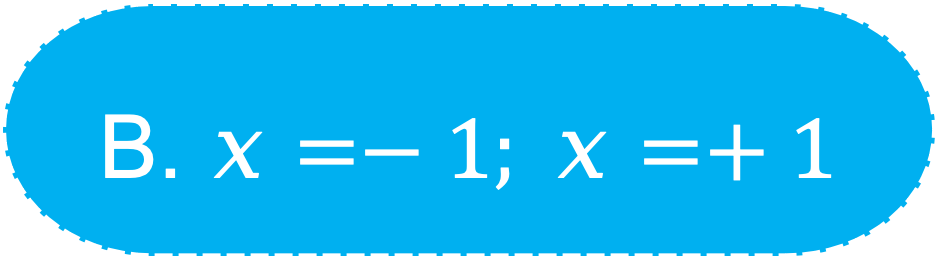 B. x =− 1; x =+ 1